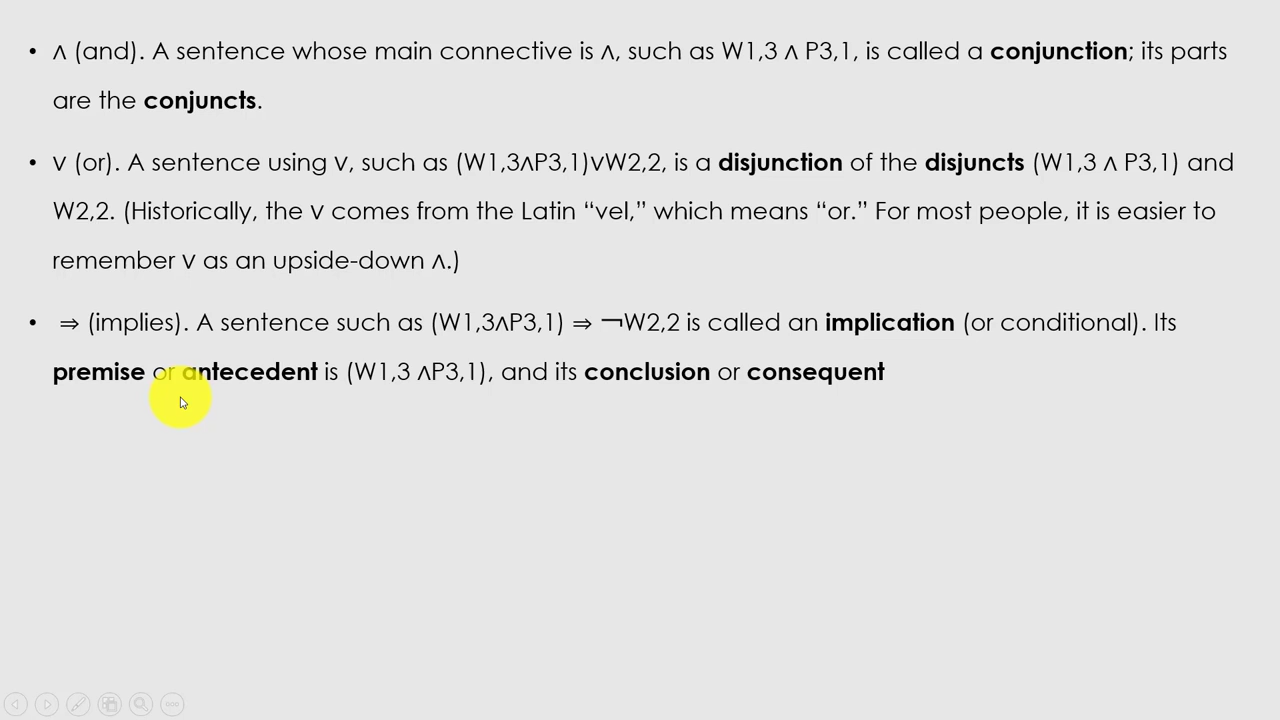 • ∧ (and). A sentence whose main connective is ∧, such as W1,3 ∧ P3,1, is called a conjunction; its parts
are the conjuncts.
• ∨ (or). A sentence using ∨, such as (W1,3∧P3,1)∨W2,2, is a disjunction of the disjuncts (W1,3 ∧ P3,1) and
W2,2. (Historically, the ∨ comes from the Latin “vel,” which means “or.” For most people, it is easier to
remember ∨ as an upside-down ∧.)
• ⇒ (implies). A sentence such as (W1,3∧P3,1) ⇒ ¬W2,2 is called an implication (or conditional). Its
premise or antecedent is (W1,3 ∧P3,1), and its conclusion or consequent